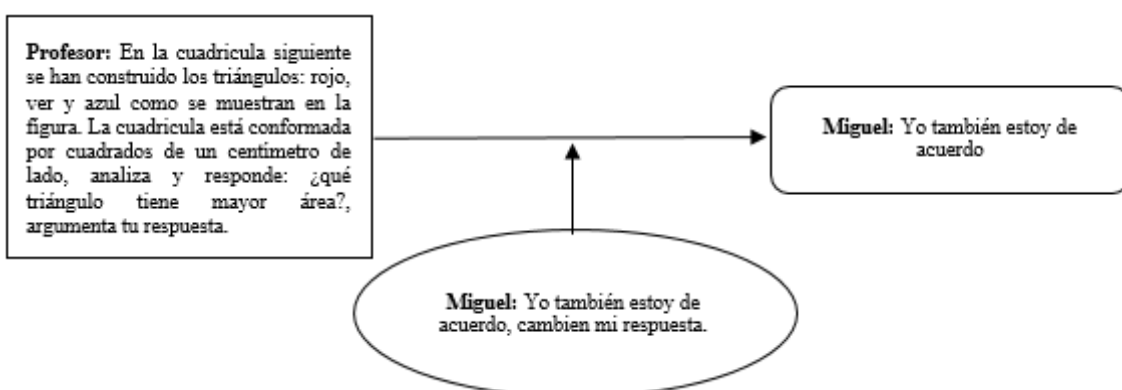 Profesor: En la cuadricula siguiente
se han construido los triángulos: rojo,
ver y azul como se muestran en la
figura. La cuadricula está conformada
por cuadrados de un centímetro de
lado, analiza y responde: ¿qué
triángulo tiene mayor área?,
argumenta tu respuesta.
Miguel: Yo también estoy de
acuerdo
Miguel: Yo también estoy de
acuerdo, cambien mi respuesta.